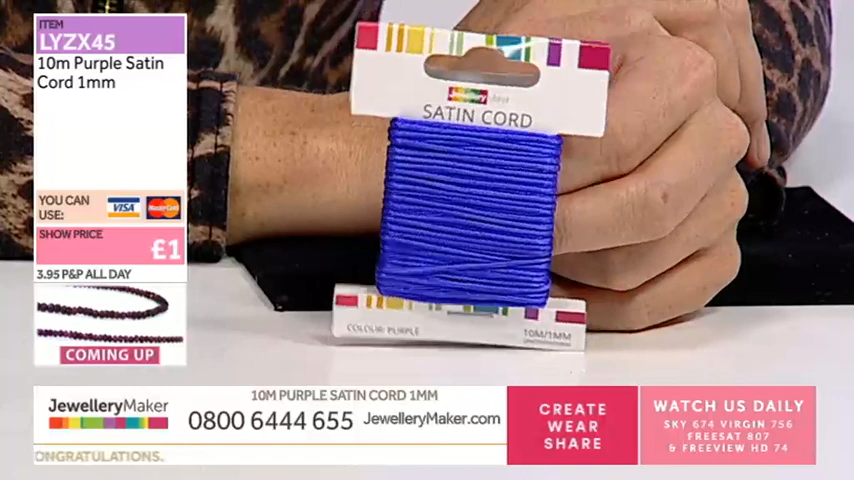 ITEM
LYZX45
10m Purple Satin
Cord 1mm
YOU CAN
USE:
VISA
MasterCard
SHOW PRICE
£1
3.95 P&P ALL DAY
COMING UP
Jewellery
SATIN CORD
COLOUR: PURPLE
10M/1MM
JewelleryMaker
10M PURPLE SATIN CORD 1MM
0800 6444 655
JewelleryMaker.com
CREATE
WEAR
SHARE
WATCH US DAILY
SKY 674 VIRGIN 756
FREESAT 807
& FREEVIEW HD 74
ONGRATULATIONS.